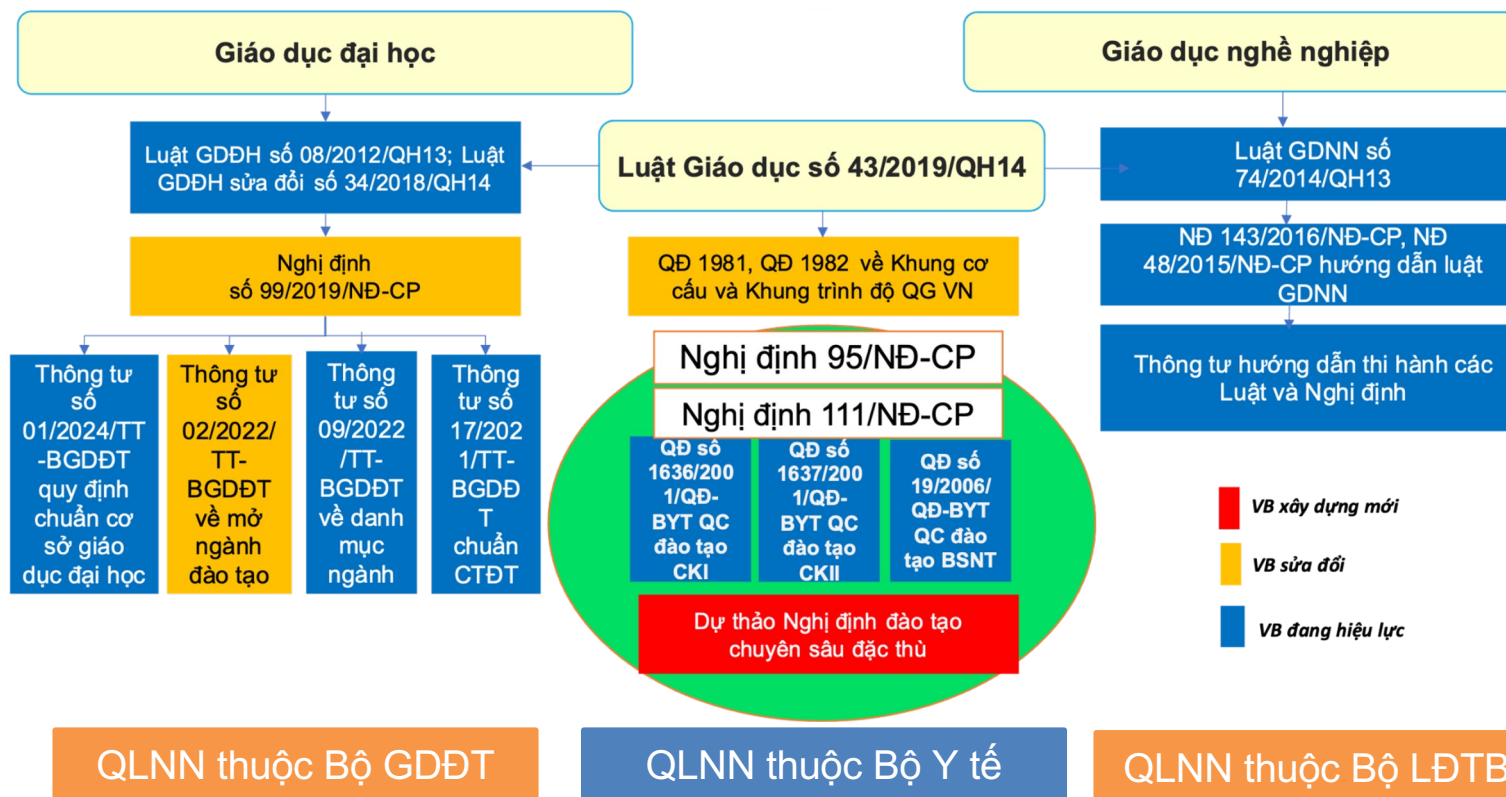 Giáo dục đại học
Giáo dục nghề nghiệp
Luật GDĐH số 08/2012/QH13; Luật
GDĐH sửa đổi số 34/2018/QH14
Luật Giáo dục số 43/2019/QH14
Luật GDNN số
74/2014/QH13
Nghị định
số 99/2019/NĐ-CP
QĐ 1981, QĐ 1982 về Khung cơ
cấu và Khung trình độ QG VN
NĐ 143/2016/NĐ-CP, NĐ
48/2015/NĐ-CP hướng dẫn luật
GDNN
Thông tư
số
01/2024/TT
-BGDĐT
quy định
chuẩn cơ
sở giáo
dục đại học
Thông tư
số
02/2022/
TT-
BGDĐT
về mở
ngành
đào tạo
Thông
tư số
09/2022
/TT-
BGDĐT
về danh
mục
ngành
Thông
tư số
17/202
1/TT-
BGDĐ
T
chuẩn
CTĐT
Nghị định 95/NĐ-CP
Nghị định 111/NĐ-CP
QĐ số
1636/200
1/QĐ-
BYT QC
đào tạo
CKI
QĐ số
1637/200
1/QĐ-
BYT QC
đào tạo
CKII
QĐ số
19/2006/
QĐ-BYT
QC đào
tạo BSNT
Dự thảo Nghị định đào tạo
chuyên sâu đặc thù
Thông tư hướng dẫn thi hành các
Luật và Nghị định
VB xây dựng mới
VB sửa đổi
VB đang hiệu lực
QLNN thuộc Bộ GDĐT
QLNN thuộc Bộ Y tế
QLNN thuộc Bộ LĐTB